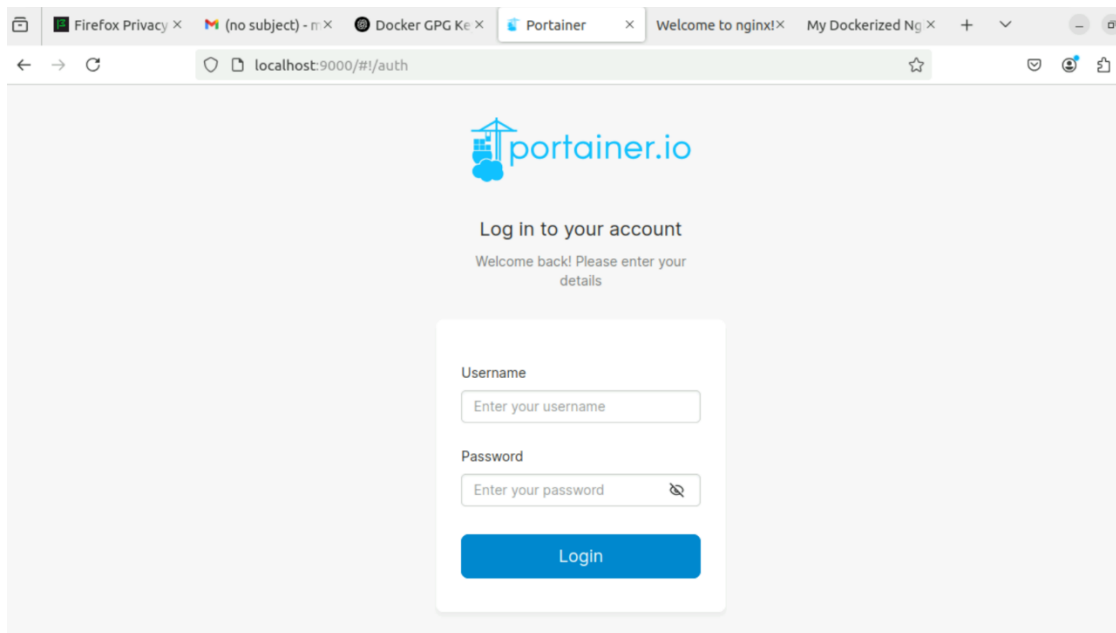 Firefox Privacy
(no subject) - m
Docker GPG Ke
Portainer
Welcome to nginx!
My Dockerized Ng
localhost:9000/#!/auth
portainer.io
Log in to your account
Welcome back! Please enter your
details
Username
Enter your username
Password
Enter your password
Login